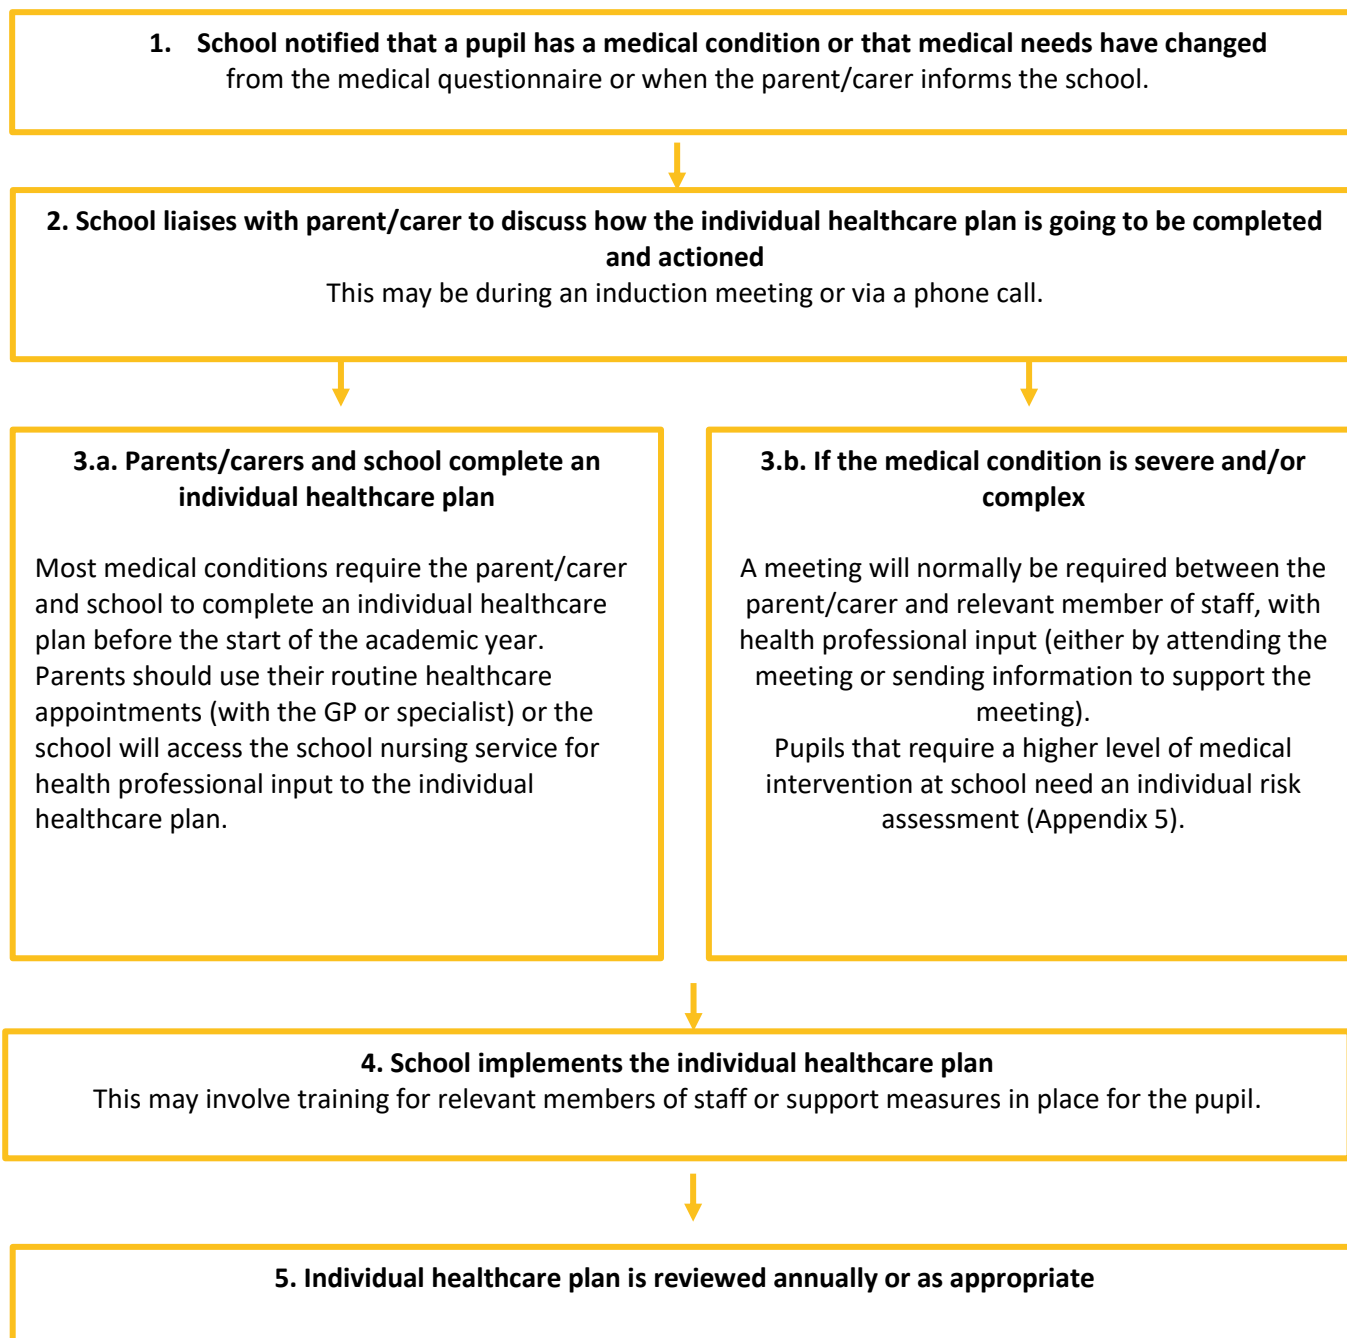 1. School notified that a pupil has a medical condition or that medical needs have changed
from the medical questionnaire or when the parent/carer informs the school.
2. School liaises with parent/carer to discuss how the individual healthcare plan is going to be completed
and actioned
This may be during an induction meeting or via a phone call.
3.a. Parents/carers and school complete an
individual healthcare plan
Most medical conditions require the parent/carer
and school to complete an individual healthcare
plan before the start of the academic year.
Parents should use their routine healthcare
appointments (with the GP or specialist) or the
school will access the school nursing service for
health professional input to the individual
healthcare plan.
3.b. If the medical condition is severe and/or
complex
A meeting will normally be required between the
parent/carer and relevant member of staff, with
health professional input (either by attending the
meeting or sending information to support the
meeting).
Pupils that require a higher level of medical
intervention at school need an individual risk
assessment (Appendix 5).
4. School implements the individual healthcare plan
This may involve training for relevant members of staff or support measures in place for the pupil.
5. Individual healthcare plan is reviewed annually or as appropriate